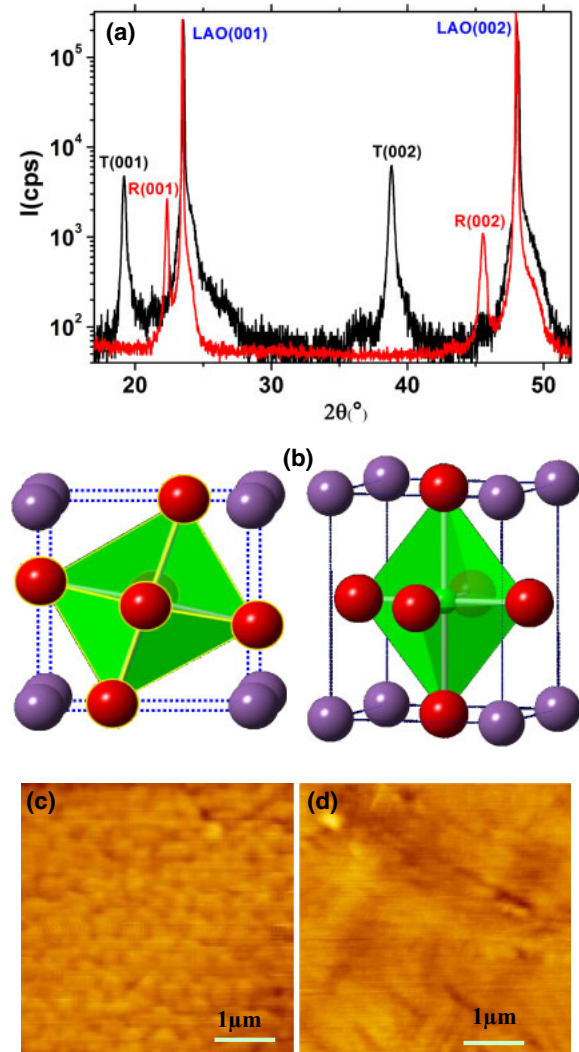 (a)
LAO(001)
LAO(002)
T(001)
R(001)
T(002)
R(002)
I(cps)
10⁵
10⁴
10³
10²
20 30 40 50
2θ(°)
(b)
(c)
(d)
1μm
1μm